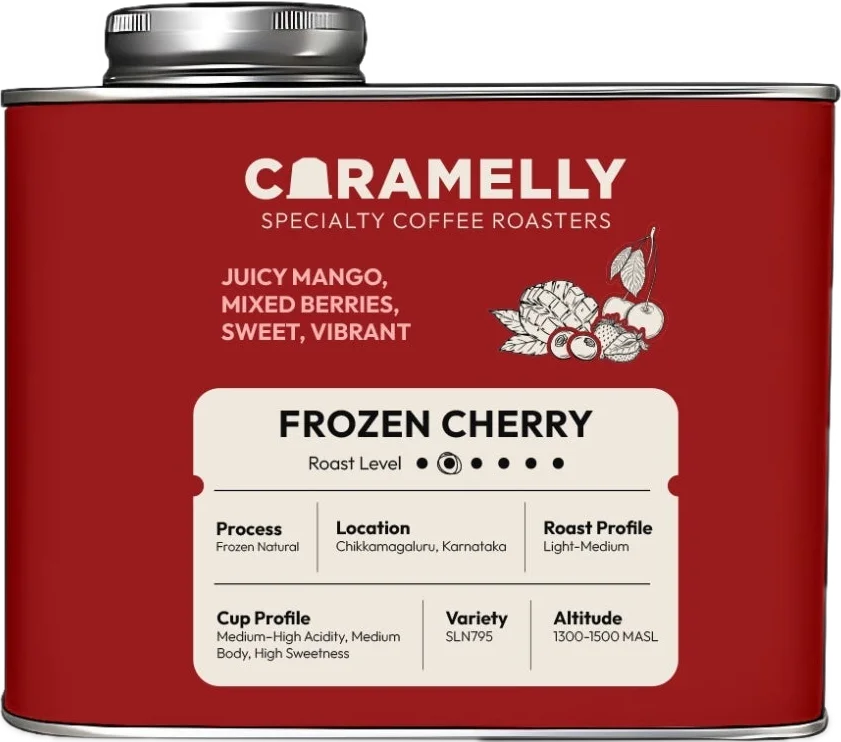 CARAMELLY
SPECIALTY COFFEE ROASTERS
JUICY MANGO,
MIXED BERRIES,
SWEET, VIBRANT
FROZEN CHERRY
Roast Level
Process
Frozen Natural
Location
Chikkamagaluru, Karnataka
Roast Profile
Light-Medium
Cup Profile
Medium-High Acidity, Medium
Body, High Sweetness
Variety
SLN795
Altitude
1300-1500 MASL